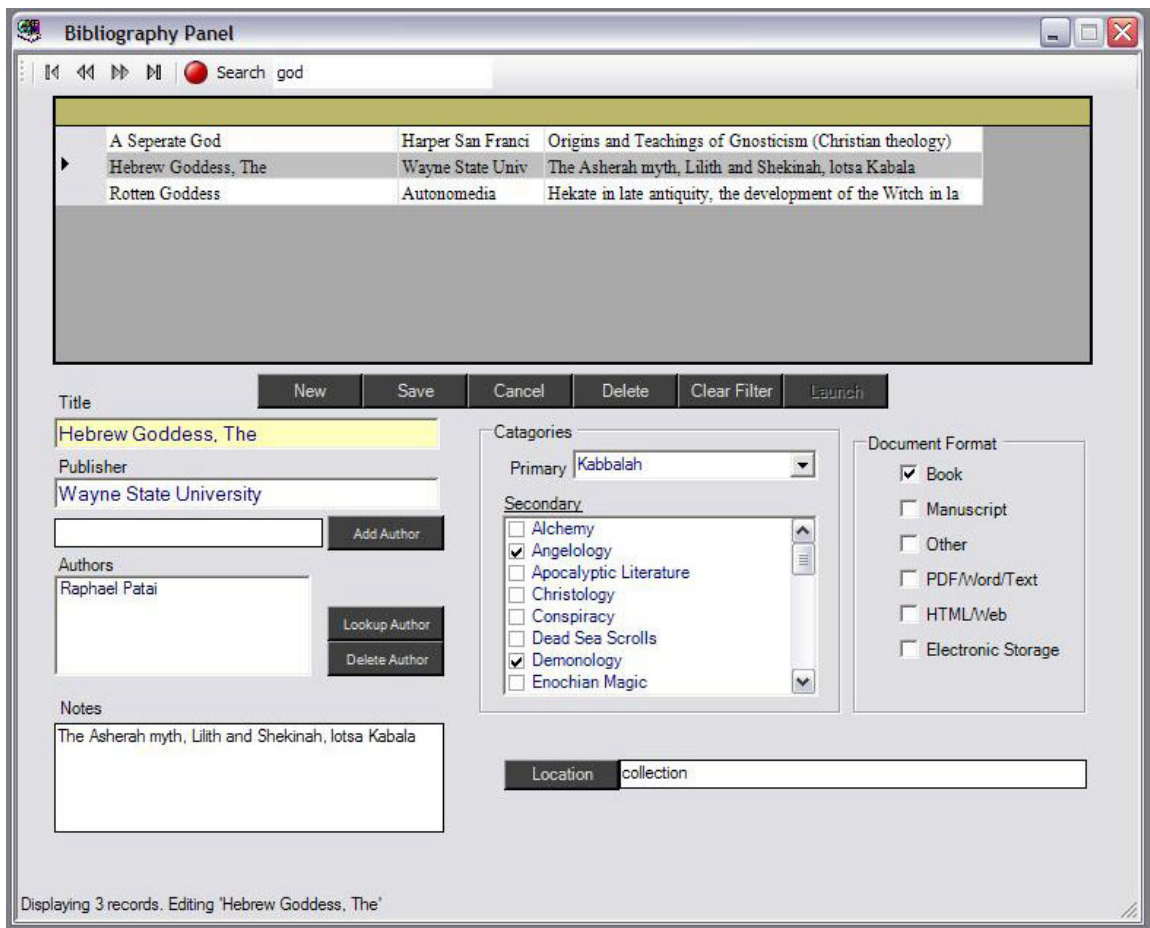 Bibliography Panel
Search god
A Seperate God Harper San Franci Origins and Teachings of Gnosticism (Christian theology)
Hebrew Goddess, The Wayne State Univ The Asherah myth, Lilith and Shekinah, lotsa Kabala
Rotten Goddess Autonomedia Hekate in late antiquity, the development of the Witch in la
New Save Cancel Delete Clear Filter Launch
Title
Hebrew Goddess, The
Publisher
Wayne State University
Add Author
Authors
Raphael Patai
Lookup Author
Delete Author
Notes
The Asherah myth, Lilith and Shekinah, lotsa Kabala
Catagories
Primary Kabbalah
Secondary
Alchemy
Angelology
Apocalyptic Literature
Christology
Conspiracy
Dead Sea Scrolls
Demonology
Enochian Magic
Document Format
Book
Manuscript
Other
PDF/Word/Text
HTML/Web
Electronic Storage
Location collection
Displaying 3 records. Editing 'Hebrew Goddess, The'